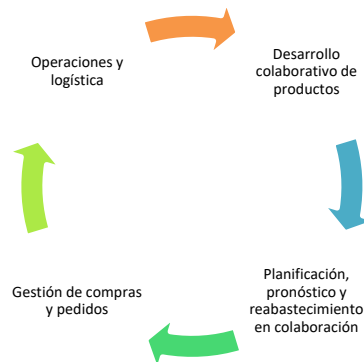 Operaciones y
logística
Desarrollo
colaborativo de
productos
Planificación,
pronóstico y
reabastecimiento
en colaboración
Gestión de compras
y pedidos